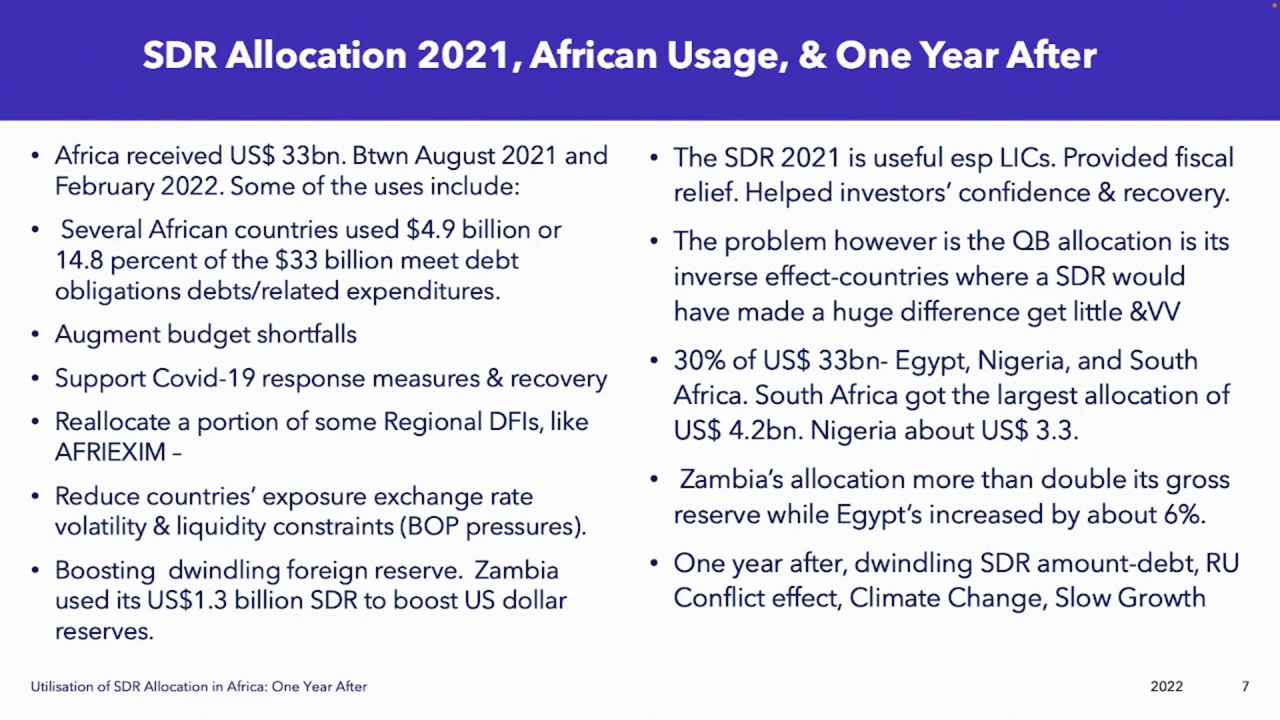 SDR Allocation 2021, African Usage, & One Year After
• Africa received US$ 33bn. Btwn August 2021 and
February 2022. Some of the uses include:
• Several African countries used $4.9 billion or
14.8 percent of the $33 billion meet debt
obligations debts/related expenditures.
• Augment budget shortfalls
• Support Covid-19 response measures & recovery
• Reallocate a portion of some Regional DFIs, like
AFRIEXIM –
• Reduce countries’ exposure exchange rate
volatility & liquidity constraints (BOP pressures).
• Boosting dwindling foreign reserve. Zambia
used its US$1.3 billion SDR to boost US dollar
reserves.
• The SDR 2021 is useful esp LICs. Provided fiscal
relief. Helped investors’ confidence & recovery.
• The problem however is the QB allocation is its
inverse effect-countries where a SDR would
have made a huge difference get little &VV
• 30% of US$ 33bn- Egypt, Nigeria, and South
Africa. South Africa got the largest allocation of
US$ 4.2bn. Nigeria about US$ 3.3.
• Zambia’s allocation more than double its gross
reserve while Egypt’s increased by about 6%.
• One year after, dwindling SDR amount-debt, RU
Conflict effect, Climate Change, Slow Growth
Utilisation of SDR Allocation in Africa: One Year After
2022
7